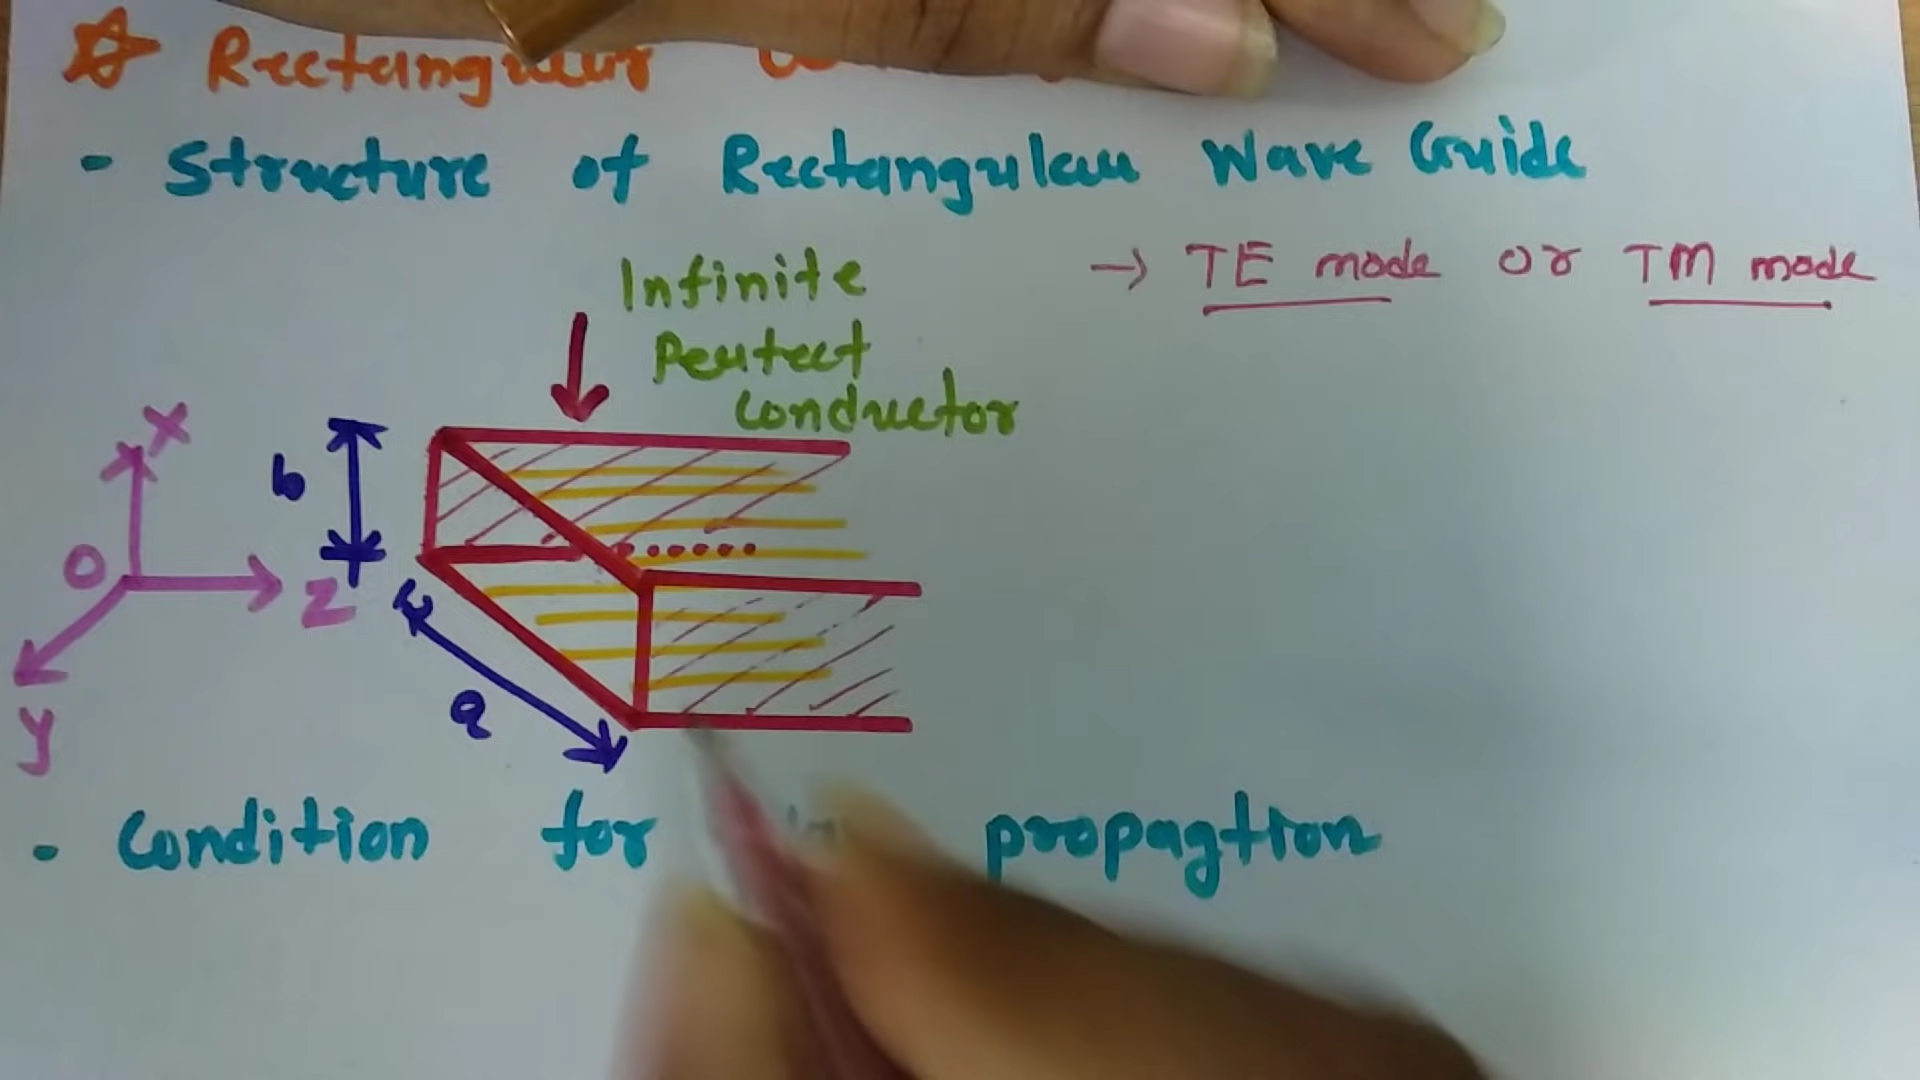 Rectangular
- Structure of Rectangular Wave Guide
Infinite
Perfect
conductor
→ TE mode or TM mode
X
b
O
Z
Y
a
- Condition for propagtion